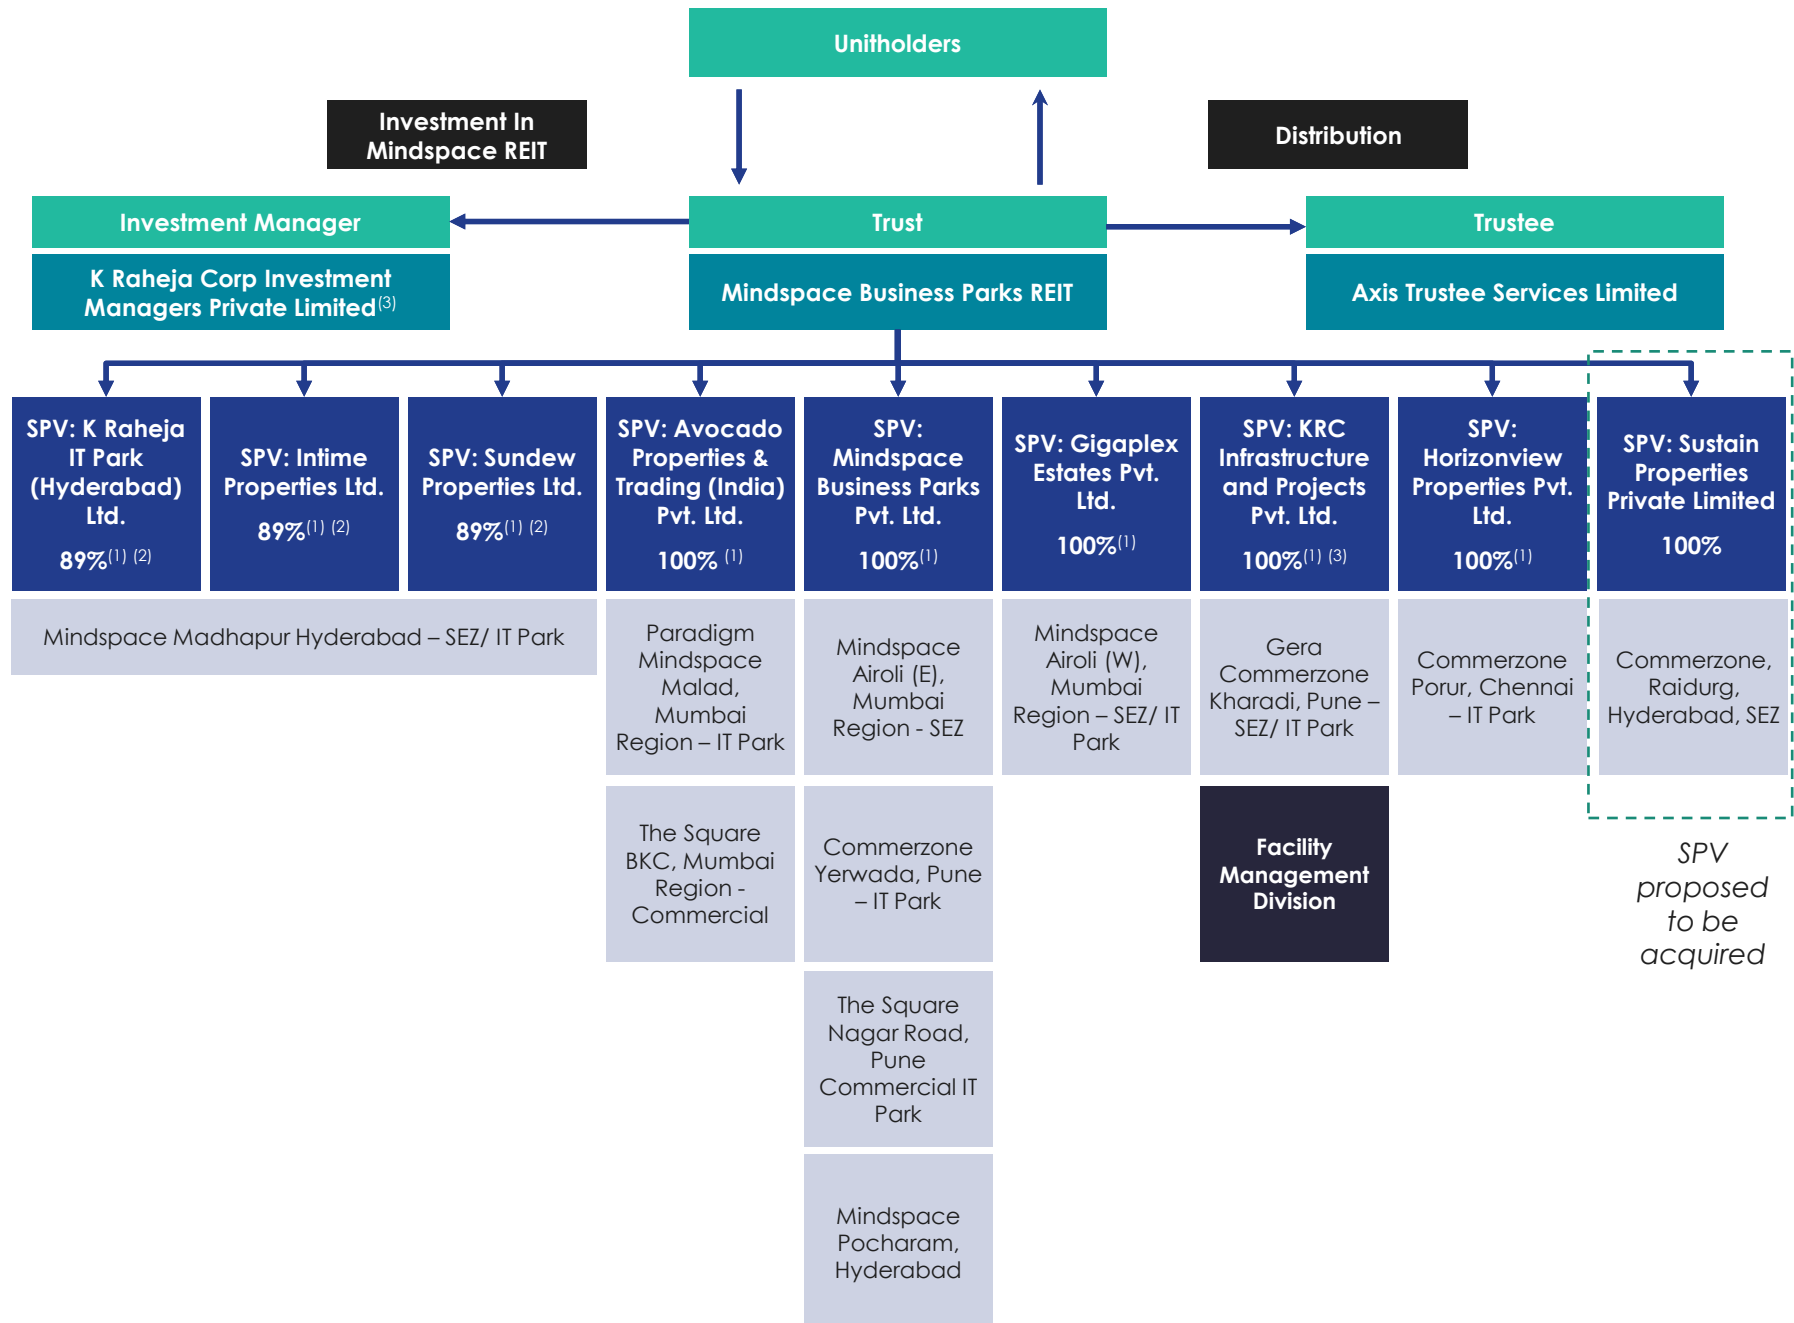 Unitholders
Investment In
Mindspace REIT
Distribution
Investment Manager
Trust
Trustee
K Raheja Corp Investment
Managers Private Limited(3)
Mindspace Business Parks REIT
Axis Trustee Services Limited
SPV: K Raheja
IT Park
(Hyderabad)
Ltd.
89%(1) (2)
SPV: Intime
Properties Ltd.
89%(1) (2)
SPV: Sundew
Properties Ltd.
89%(1) (2)
SPV: Avocado
Properties &
Trading (India)
Pvt. Ltd.
100% (1)
SPV:
Mindspace
Business Parks
Pvt. Ltd.
100%(1)
SPV: Gigaplex
Estates Pvt.
Ltd.
100%(1)
SPV: KRC
Infrastructure
and Projects
Pvt. Ltd.
100%(1) (3)
SPV:
Horizonview
Properties Pvt.
Ltd.
100%(1)
SPV: Sustain
Properties
Private Limited
100%
Mindspace Madhapur Hyderabad – SEZ/ IT Park
Paradigm
Mindspace
Malad,
Mumbai
Region – IT Park
Mindspace
Airoli (E),
Mumbai
Region - SEZ
Mindspace
Airoli (W),
Mumbai
Region – SEZ/ IT
Park
Gera
Commerzone
Kharadi, Pune –
SEZ/ IT Park
Commerzone
Porur, Chennai
– IT Park
Commerzone,
Raidurg,
Hyderabad, SEZ
The Square
BKC, Mumbai
Region -
Commercial
Commerzone
Yerwada, Pune
– IT Park
Facility
Management
Division
SPV
proposed
to be
acquired
The Square
Nagar Road,
Pune
Commercial IT
Park
Mindspace
Pocharam,
Hyderabad